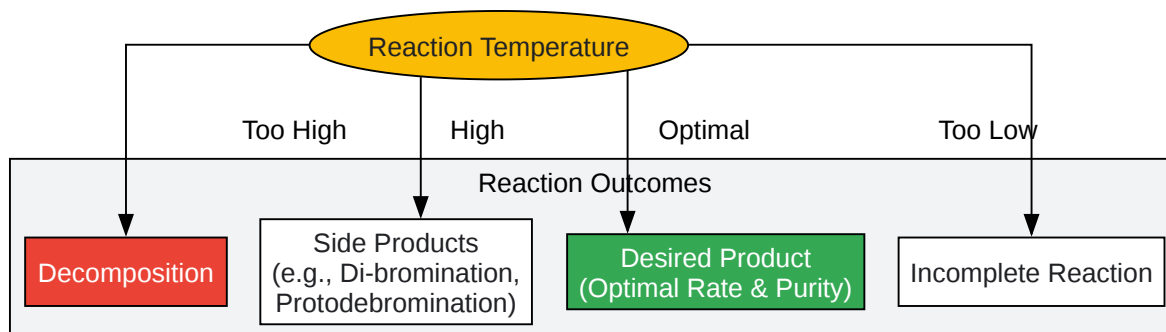 Reaction Temperature
Too High
High
Optimal
Too Low
Reaction Outcomes
Decomposition
Side Products
(e.g., Di-bromination,
Protodebromination)
Desired Product
(Optimal Rate & Purity)
Incomplete Reaction